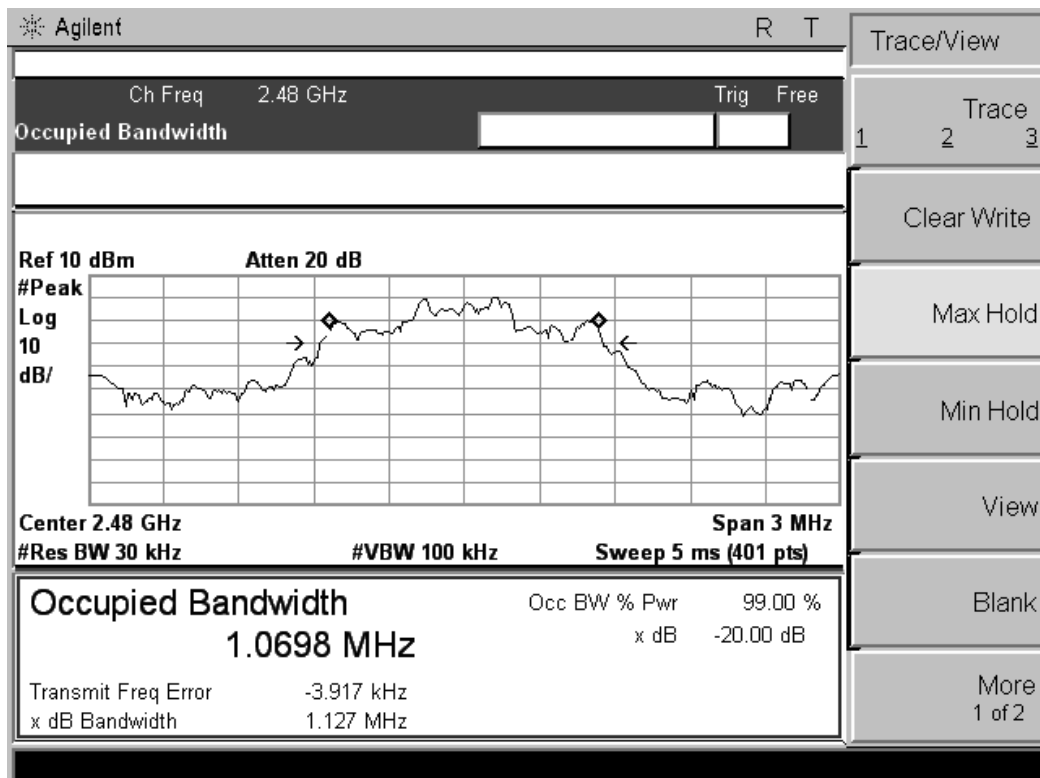 Agilent R T
Trace/View
Ch Freq 2.48 GHz Trig Free
Occupied Bandwidth
Trace
1 2 3
Clear Write
Ref 10 dBm Atten 20 dB
#Peak
Log
10
dB/
Max Hold
Min Hold
View
Center 2.48 GHz Span 3 MHz
#Res BW 30 kHz #VBW 100 kHz Sweep 5 ms (401 pts)
Occupied Bandwidth Occ BW % Pwr 99.00 %
1.0698 MHz x dB -20.00 dB
Transmit Freq Error -3.917 kHz
x dB Bandwidth 1.127 MHz
Blank
More
1 of 2